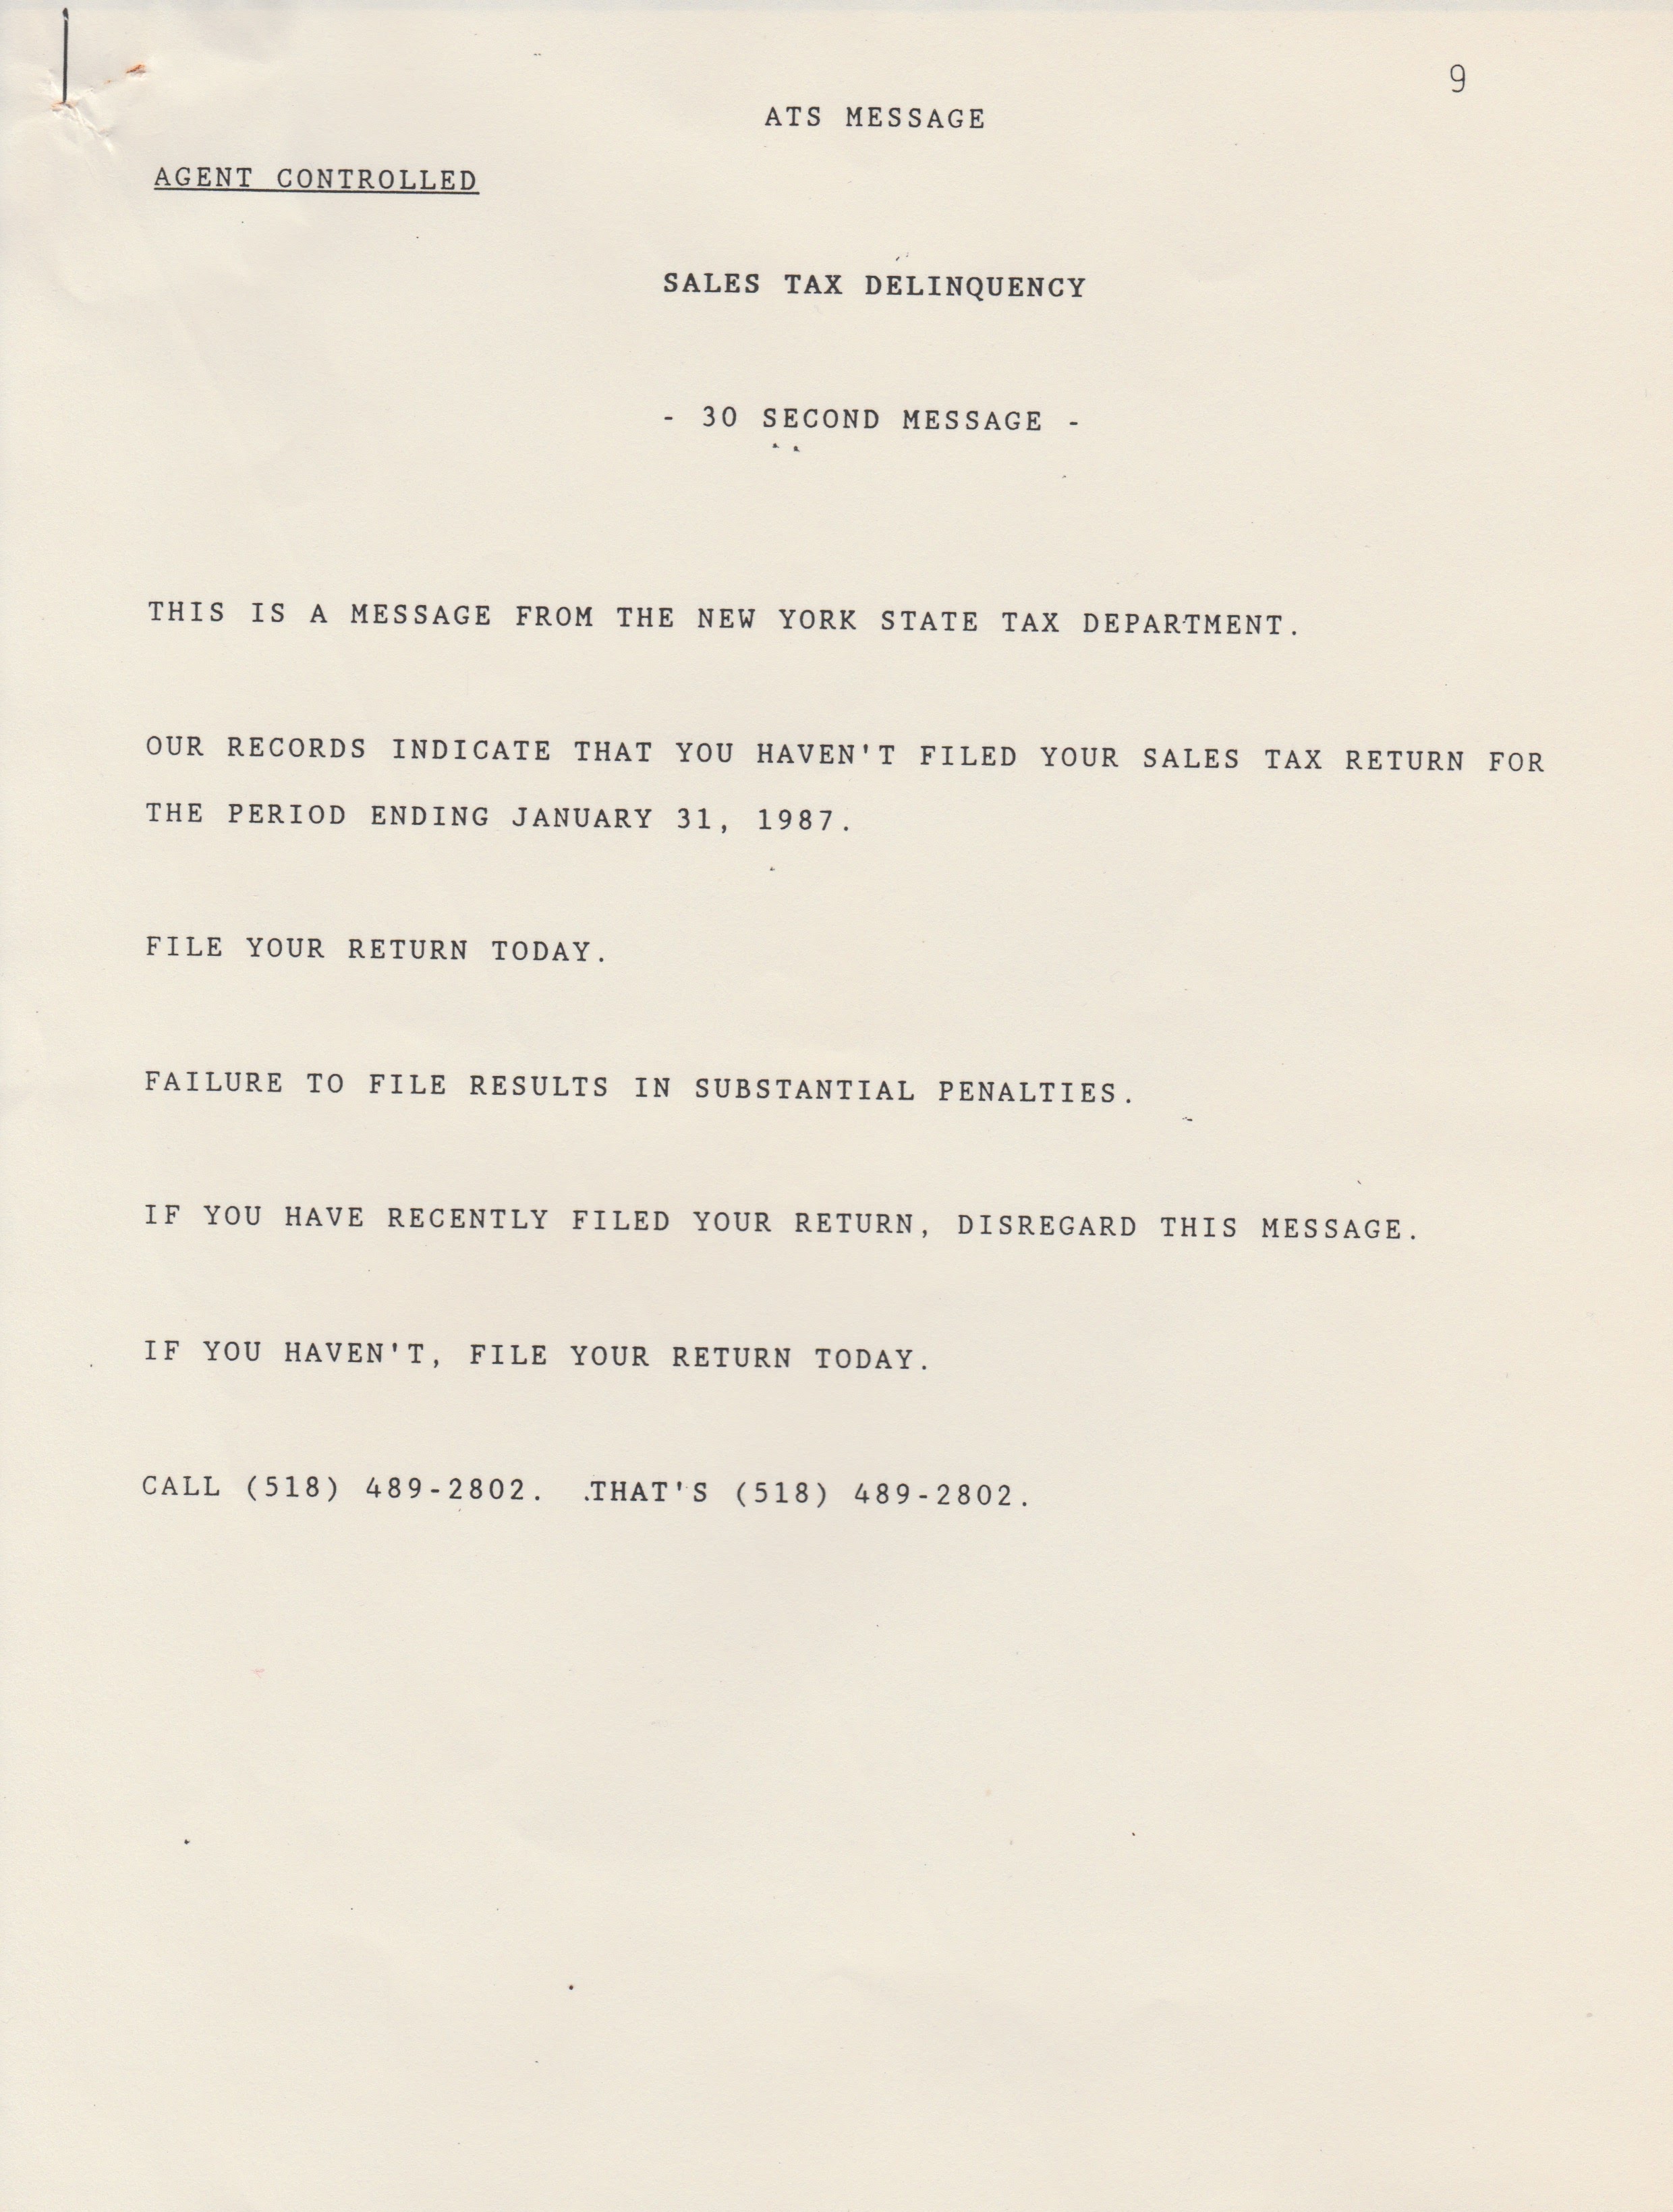 9
ATS MESSAGE
AGENT CONTROLLED
SALES TAX DELINQUENCY
- 30 SECOND MESSAGE -
THIS IS A MESSAGE FROM THE NEW YORK STATE TAX DEPARTMENT.
OUR RECORDS INDICATE THAT YOU HAVEN'T FILED YOUR SALES TAX RETURN FOR
THE PERIOD ENDING JANUARY 31, 1987.
FILE YOUR RETURN TODAY.
FAILURE TO FILE RESULTS IN SUBSTANTIAL PENALTIES.
IF YOU HAVE RECENTLY FILED YOUR RETURN, DISREGARD THIS MESSAGE.
IF YOU HAVEN'T, FILE YOUR RETURN TODAY.
CALL (518) 489-2802. THAT'S (518) 489-2802.